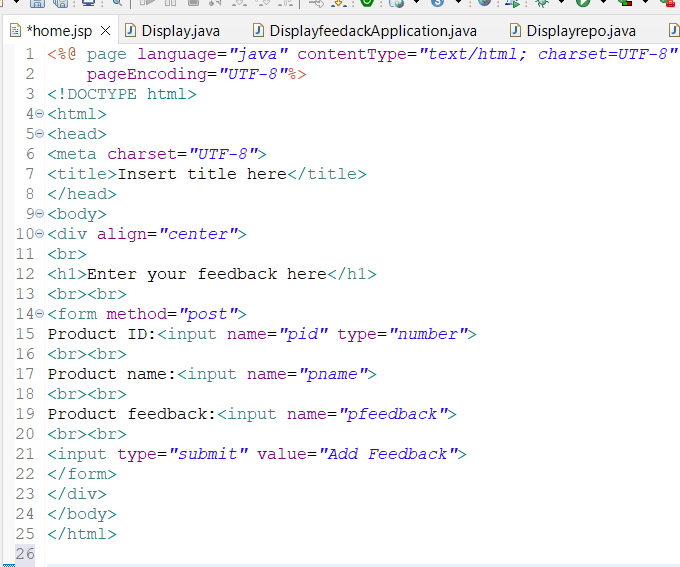 *home.jsp Display.java DisplayfeedackApplication.java Displayrepo.java
1 <%@ page language="java" contentType="text/html; charset=UTF-8"
2 pageEncoding="UTF-8"%>
3 <!DOCTYPE html>
4 <html>
5 <head>
6 <meta charset="UTF-8">
7 <title>Insert title here</title>
8 </head>
9 <body>
10 <div align="center">
11 <br>
12 <h1>Enter your feedback here</h1>
13 <br><br>
14 <form method="post">
15 Product ID:<input name="pid" type="number">
16 <br><br>
17 Product name:<input name="pname">
18 <br><br>
19 Product feedback:<input name="pfeedback">
20 <br><br>
21 <input type="submit" value="Add Feedback">
22 </form>
23 </div>
24 </body>
25 </html>
26